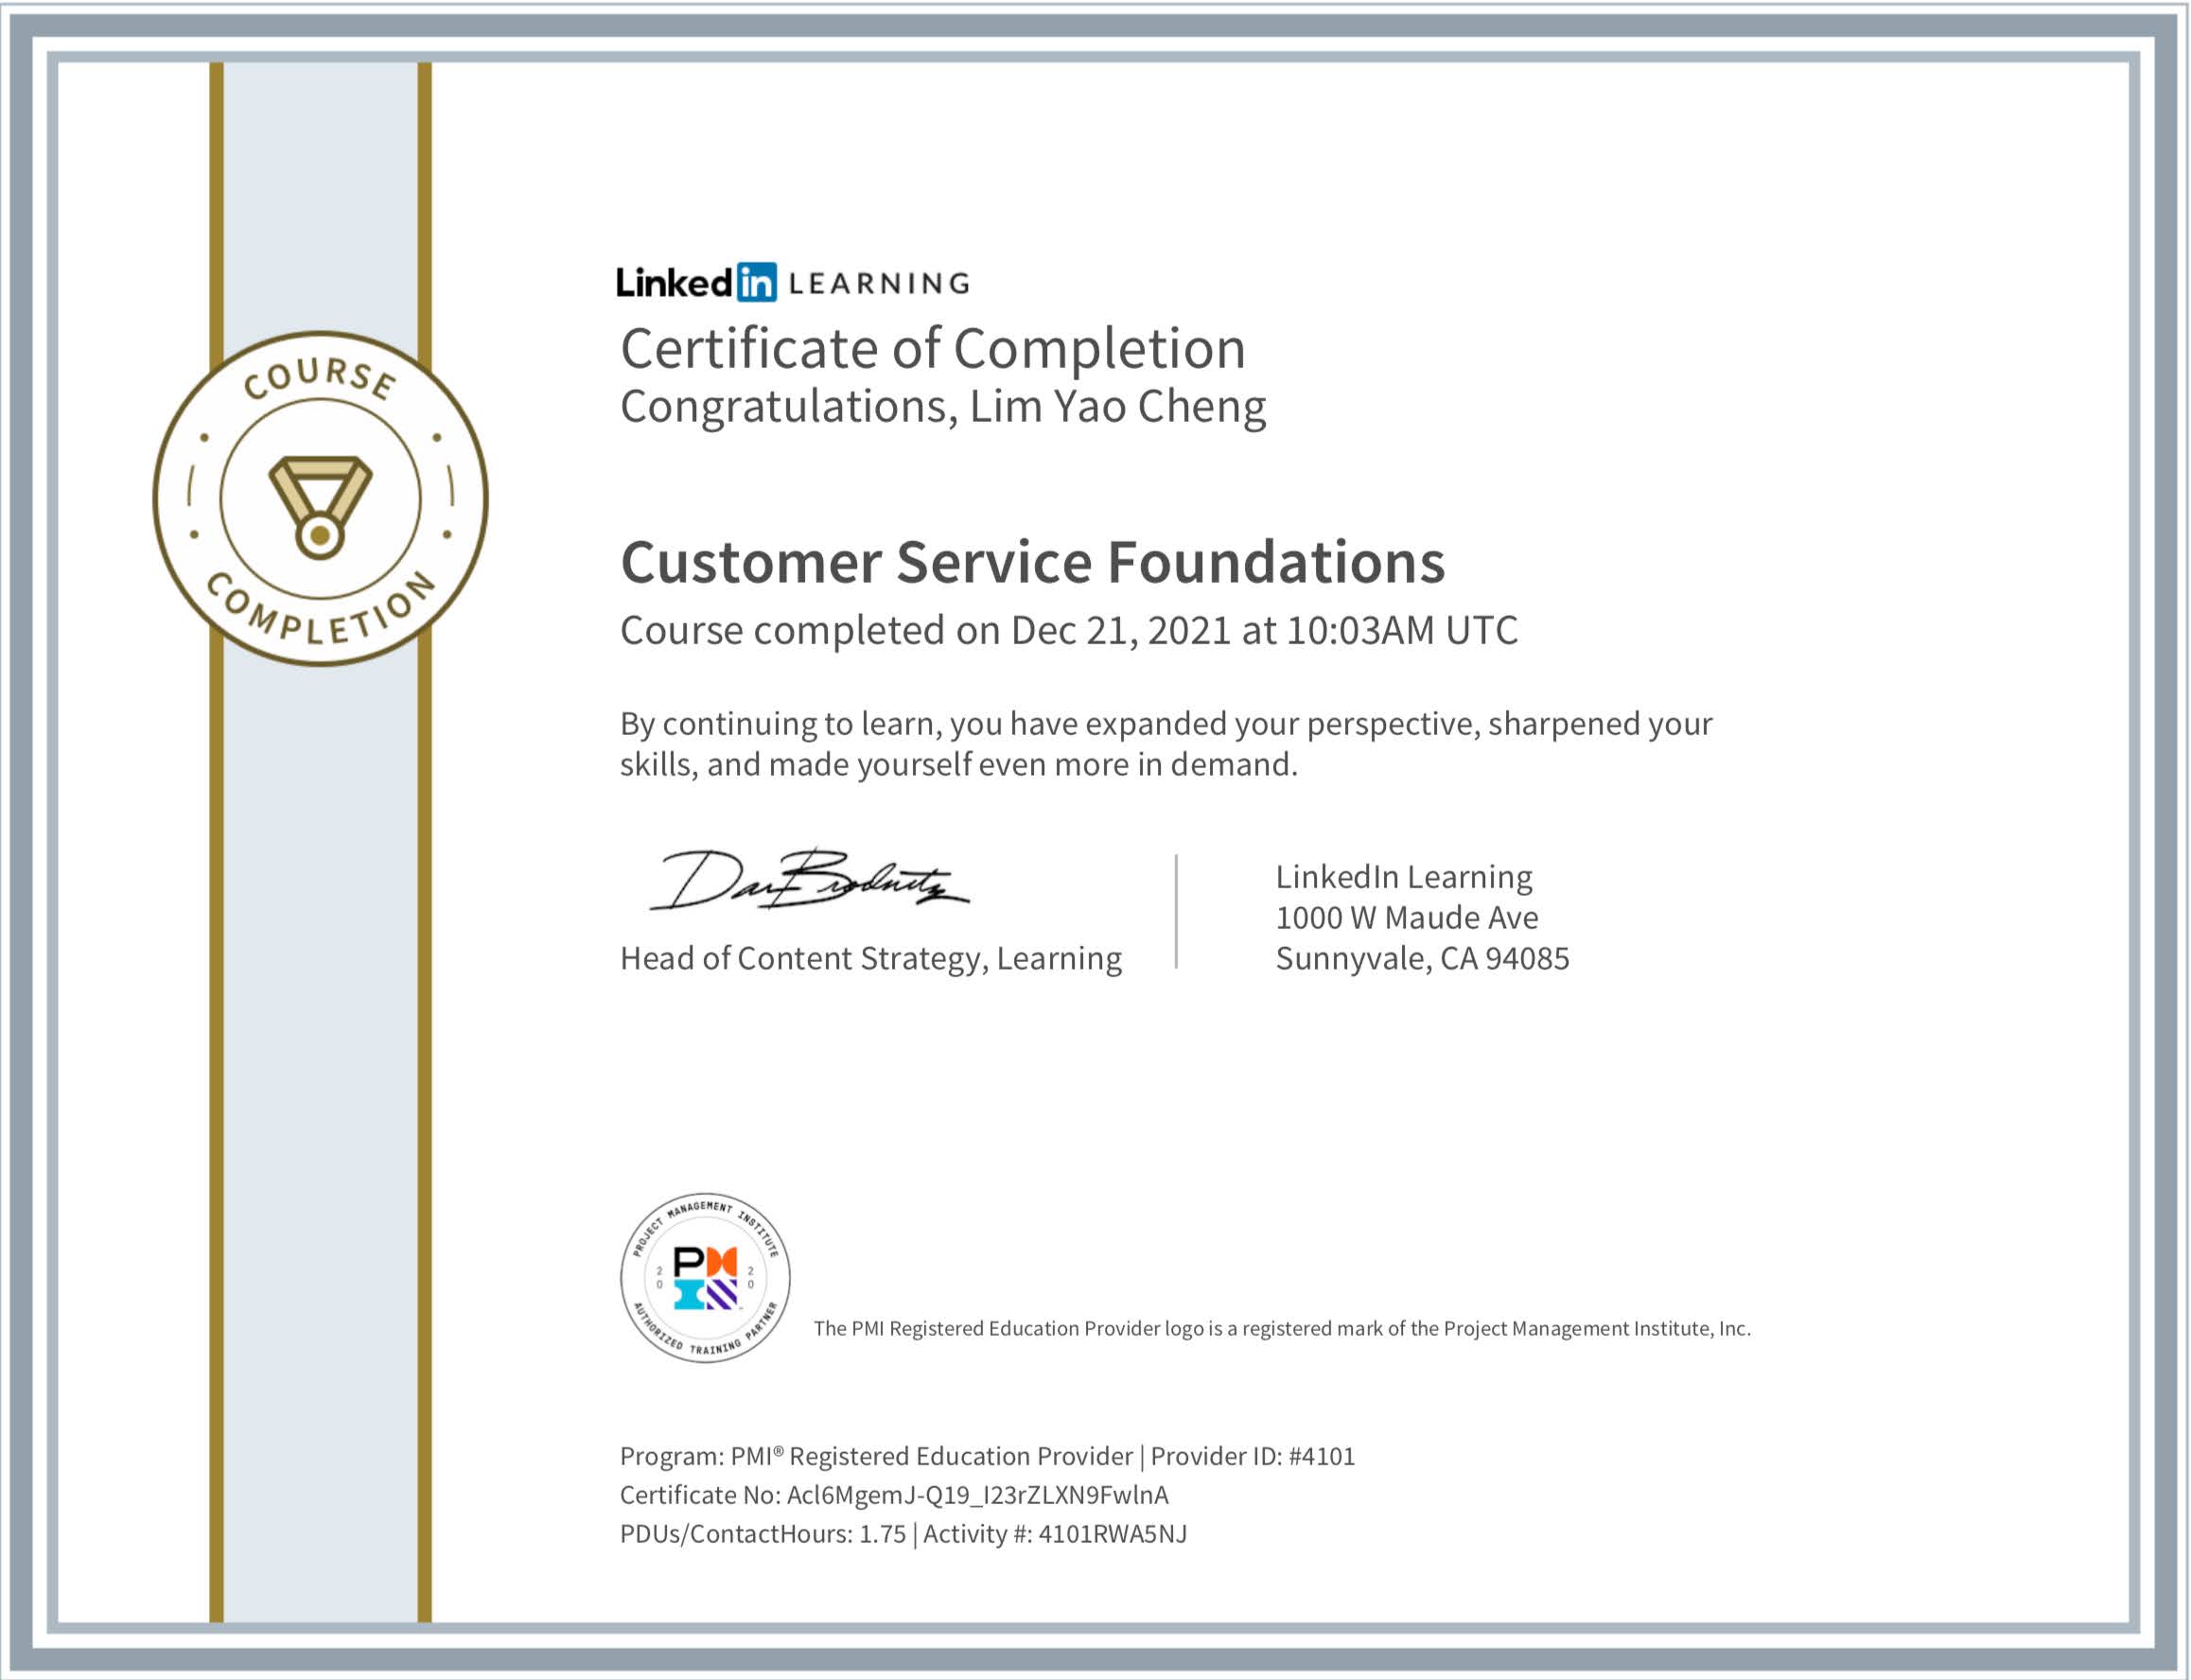 LinkedIn LEARNING
Certificate of Completion
Congratulations, Lim Yao Cheng
COURSE
COMPLETION
Customer Service Foundations
Course completed on Dec 21, 2021 at 10:03AM UTC
By continuing to learn, you have expanded your perspective, sharpened your
skills, and made yourself even more in demand.
Head of Content Strategy, Learning
LinkedIn Learning
1000 W Maude Ave
Sunnyvale, CA 94085
PROJECT MANAGEMENT INSTITUTE
20 20
PMI
AUTHORIZED TRAINING PARTNER
The PMI Registered Education Provider logo is a registered mark of the Project Management Institute, Inc.
Program: PMI® Registered Education Provider | Provider ID: #4101
Certificate No: Acl6MgemJ-Q19_I23rZLXN9FwlnA
PDUs/ContactHours: 1.75 | Activity #: 4101RWA5NJ